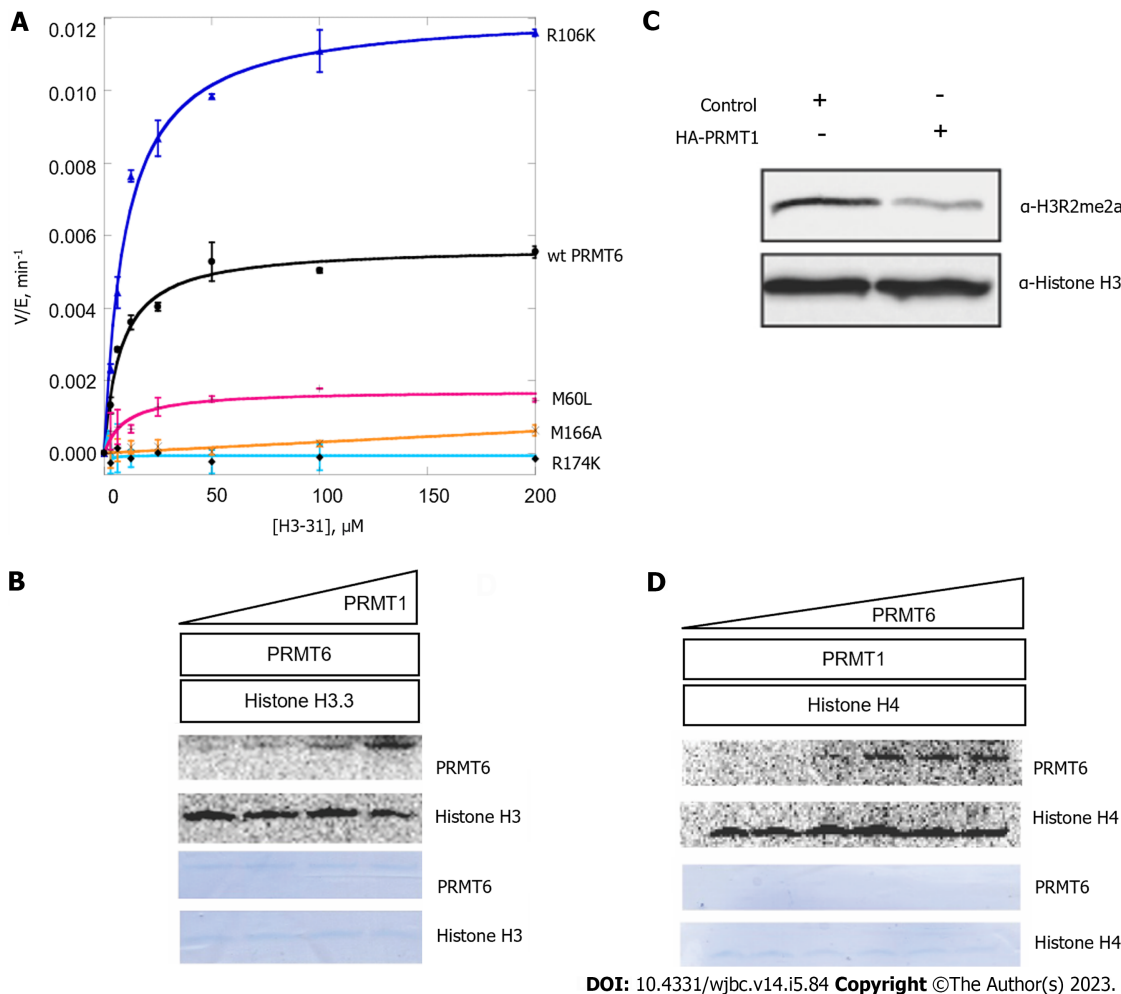 A
0.012
0.010
0.008
0.006
0.004
0.002
0.000
V/E, min⁻¹
0 50 100 150 200
[H3-31], µM
R106K
wt PRMT6
M60L
M166A
R174K
C
Control + -
HA-PRMT1 - +
α-H3R2me2a
α-Histone H3
B
PRMT1
PRMT6
Histone H3.3
PRMT6
Histone H3
PRMT6
Histone H3
D
PRMT6
PRMT1
Histone H4
PRMT6
Histone H4
PRMT6
Histone H4
DOI: 10.4331/wjbc.v14.i5.84 Copyright ©The Author(s) 2023.